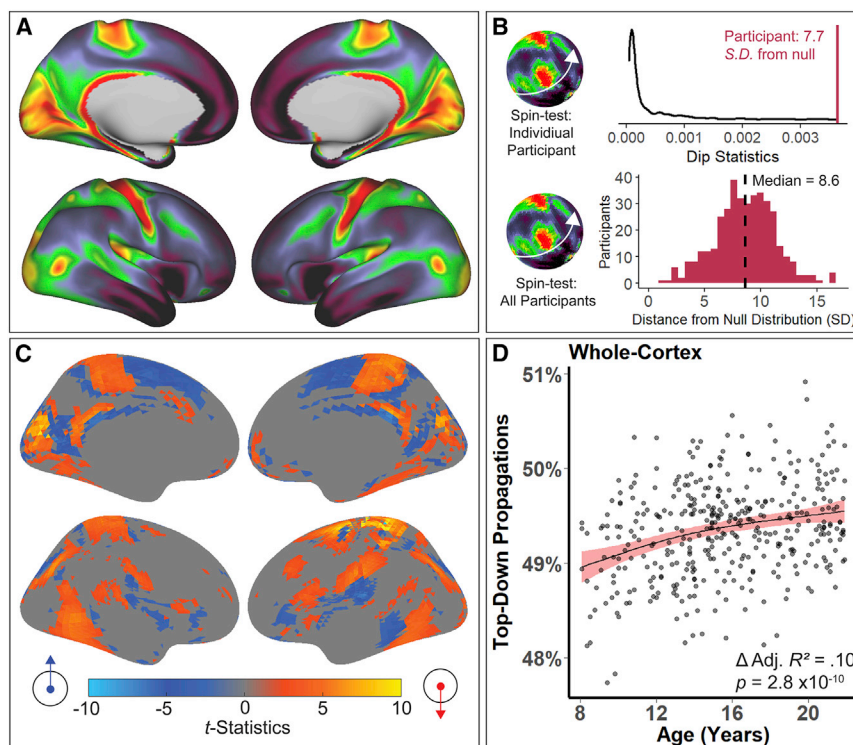 A
B
Participant: 7.7
S.D. from null
Spin-test:
Individual
Participant
0.000
0.001
0.002
0.003
Dip Statistics
40
30
20
10
0
Participants
Median = 8.6
Spin-test:
All Participants
0
5
10
15
Distance from Null Distribution (SD)
C
-10
-5
0
5
10
t-Statistics
D
Whole-Cortex
51%
50%
49%
48%
Top-Down Propagations
Δ Adj. R² = .10
p = 2.8 x10⁻¹⁰
8
12
16
20
Age (Years)